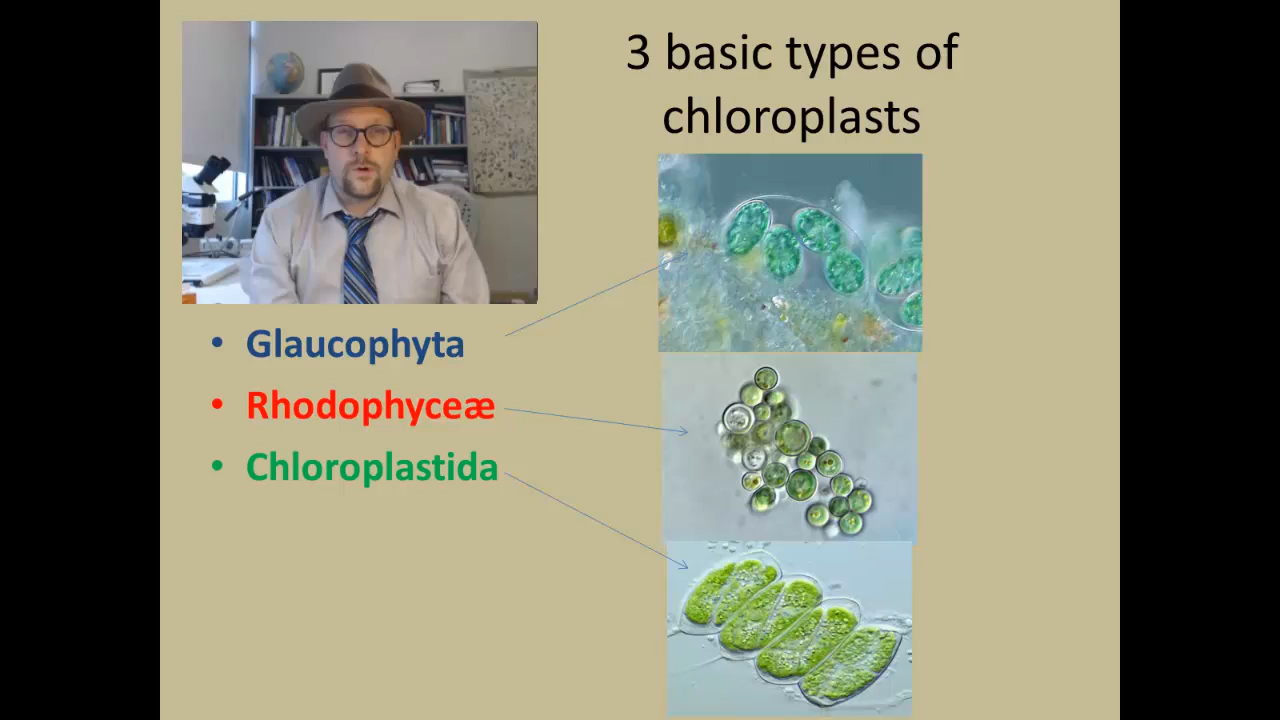 3 basic types of
chloroplasts
• Glaucophyta
• Rhodophyceæ
• Chloroplastida